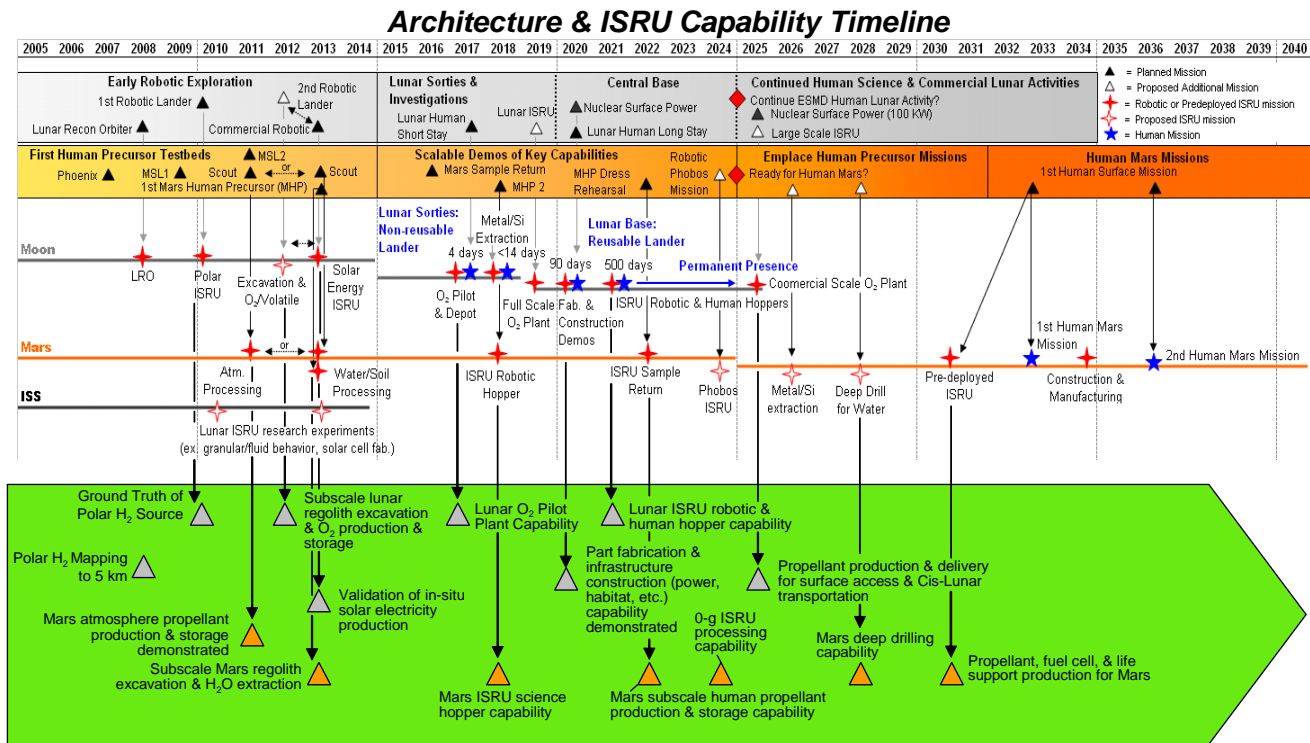 Architecture & ISRU Capability Timeline
2005 2006 2007 2008 2009 2010 2011 2012 2013 2014 2015 2016 2017 2018 2019 2020 2021 2022 2023 2024 2025 2026 2027 2028 2029 2030 2031 2032 2033 2034 2035 2036 2037 2038 2039 2040
Early Robotic Exploration
1st Robotic Lander
2nd Robotic
Lander
Lunar Recon Orbiter
Commercial Robotic
Lunar Sorties &
Investigations
Lunar Human
Short Stay
Lunar ISRU
Central Base
Nuclear Surface Power
Lunar Human Long Stay
Continued Human Science & Commercial Lunar Activities
Continue ESMD Human Lunar Activity?
Nuclear Surface Power (100 KW)
Large Scale ISRU
= Planned Mission
= Proposed Additional Mission
= Robotic or Predeployed ISRU mission
= Proposed ISRU mission
= Human Mission
First Human Precursor Testbeds
MSL2
Phoenix
MSL1
Scout
or
Scout
1st Mars Human Precursor (MHP)
Scalable Demos of Key Capabilities
Mars Sample Return
MHP 2
MHP Dress
Rehearsal
Robotic
Phobos
Mission
Emplace Human Precursor Missions
Ready for Human Mars?
Human Mars Missions
1st Human Surface Mission
Moon
LRO
Polar
ISRU
Excavation &
O2/Volatile
Solar
Energy
ISRU
Lunar Sorties:
Non-reusable
Lander
Metal/Si
Extraction
4 days
<14 days
O2 Pilot
& Depot
Full Scale
O2 Plant
Lunar Base:
Reusable Lander
90 days
500 days
Permanent Presence
Fab. &
Construction
Demos
ISRU Robotic & Human Hoppers
Coomercial Scale O2 Plant
Mars
or
Atm.
Processing
Water/Soil
Processing
ISRU Robotic
Hopper
ISRU Sample
Return
Phobos
ISRU
Metal/Si
extraction
Deep Drill
for Water
Pre-deployed
ISRU
1st Human Mars
Mission
Construction &
Manufacturing
2nd Human Mars Mission
ISS
Lunar ISRU research experiments
(ex. granular/fluid behavior, solar cell fab.)
Ground Truth of
Polar H2 Source
Polar H2 Mapping
to 5 km
Subscale lunar
regolith excavation
& O2 production &
storage
Validation of in-situ
solar electricity
production
Mars atmosphere propellant
production & storage
demonstrated
Subscale Mars regolith
excavation & H2O extraction
Lunar O2 Pilot
Plant Capability
Mars ISRU science
hopper capability
Lunar ISRU robotic &
human hopper capability
Part fabrication &
infrastructure
construction (power,
habitat, etc.)
capability
demonstrated
0-g ISRU
processing
capability
Mars subscale human propellant
production & storage capability
Propellant production & delivery
for surface access & Cis-Lunar
transportation
Mars deep drilling
capability
Propellant, fuel cell, & life
support production for Mars